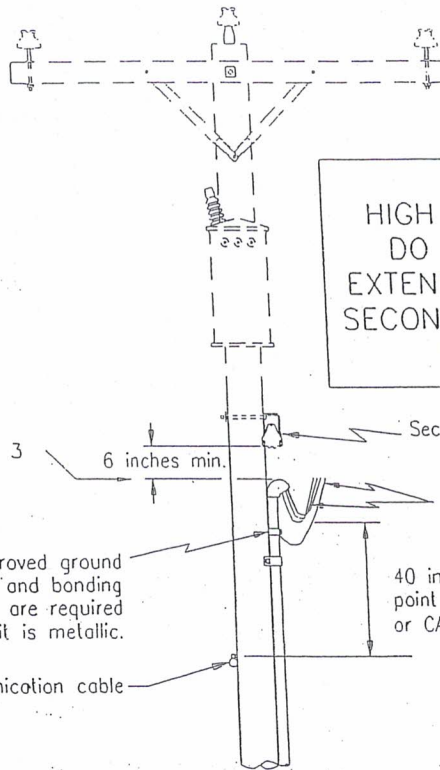 HIGH
DO
EXTEN
SECON
Sec
3
6 inches min.
roved ground
and bonding
are required
it is metallic.
40 in
point
or CA
nication cable